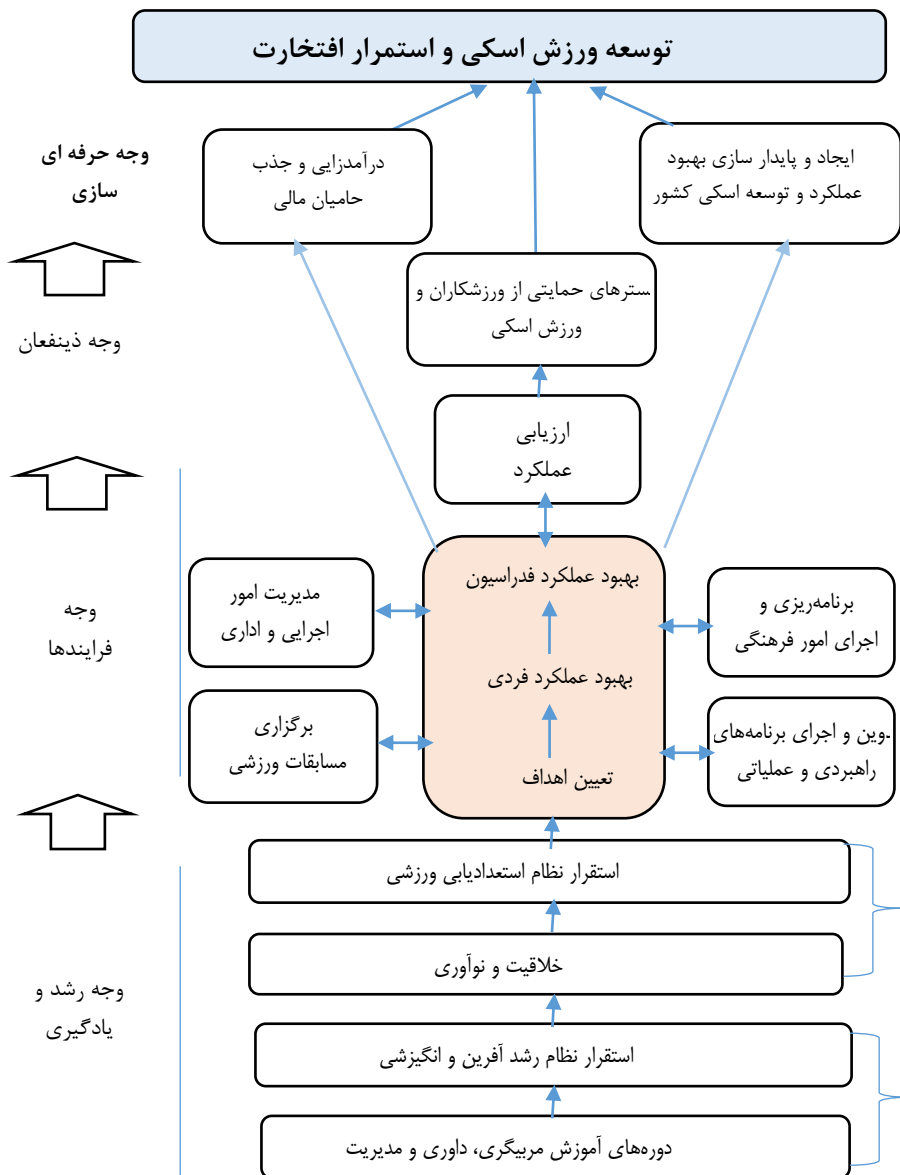 توسعه ورزش اسکی و استمرار افتخارت
وجه حرفه ای
سازی
ایجاد و پایدار سازی بهبود
عملکرد و توسعه اسکی کشور
درآمدزایی و جذب
حامیان مالی
وجه ذینفعان
سترهای حمایتی از ورزشکاران و
ورزش اسکی
ارزیابی
عملکرد
وجه
فرایندها
برنامه‌ریزی و
اجرای امور فرهنگی
بهبود عملکرد فدراسیون
مدیریت امور
اجرایی و اداری
بهبود عملکرد فردی
وین و اجرای برنامه‌های
راهبردی و عملیاتی
تعیین اهداف
برگزاری
مسابقات ورزشی
وجه رشد و
یادگیری
استقرار نظام استعدادیابی ورزشی
خلاقیت و نوآوری
استقرار نظام رشد آفرین و انگیزشی
دوره‌های آموزش مربیگری، داوری و مدیریت